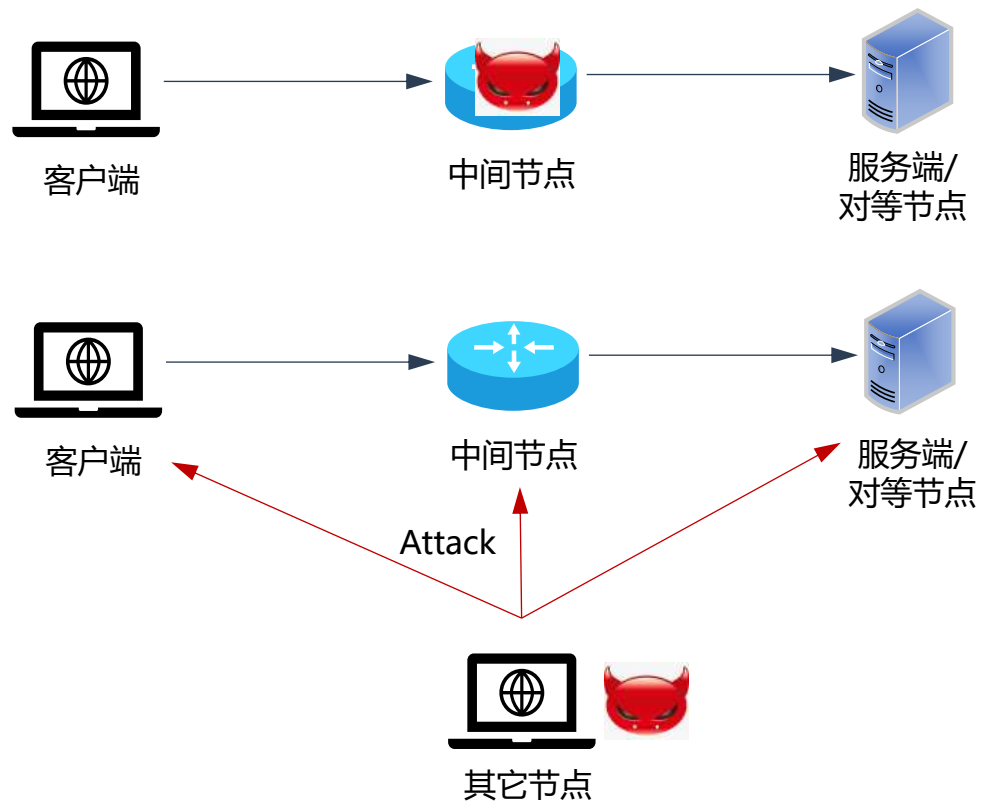 客户端
中间节点
服务端/
对等节点
客户端
中间节点
服务端/
对等节点
Attack
其它节点